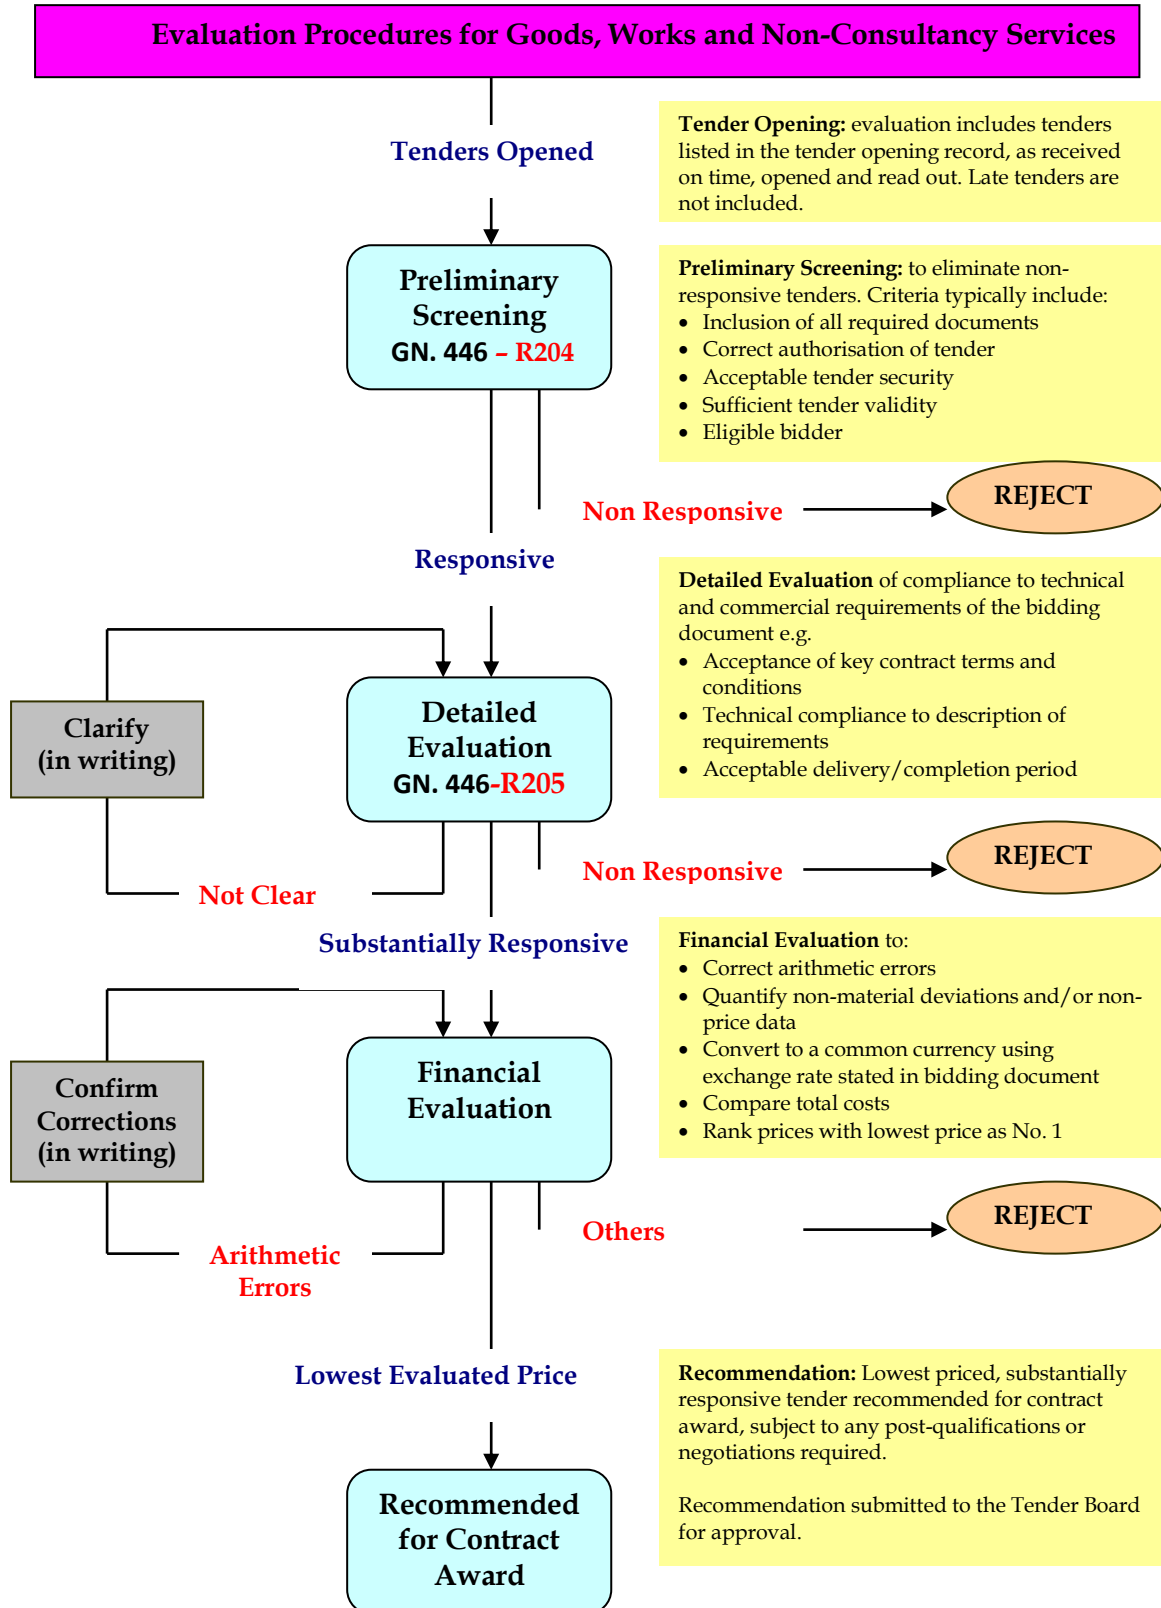 Evaluation Procedures for Goods, Works and Non-Consultancy Services
Tenders Opened
Tender Opening: evaluation includes tenders
listed in the tender opening record, as received
on time, opened and read out. Late tenders are
not included.
Preliminary
Screening
GN. 446 – R204
Preliminary Screening: to eliminate non-
responsive tenders. Criteria typically include:
• Inclusion of all required documents
• Correct authorisation of tender
• Acceptable tender security
• Sufficient tender validity
• Eligible bidder
Non Responsive
REJECT
Responsive
Detailed Evaluation of compliance to technical
and commercial requirements of the bidding
document e.g.
• Acceptance of key contract terms and
conditions
• Technical compliance to description of
requirements
• Acceptable delivery/completion period
Clarify
(in writing)
Detailed
Evaluation
GN. 446-R205
Non Responsive
REJECT
Not Clear
Substantially Responsive
Financial Evaluation to:
• Correct arithmetic errors
• Quantify non-material deviations and/or non-
price data
• Convert to a common currency using
exchange rate stated in bidding document
• Compare total costs
• Rank prices with lowest price as No. 1
Confirm
Corrections
(in writing)
Financial
Evaluation
Others
REJECT
Arithmetic
Errors
Lowest Evaluated Price
Recommendation: Lowest priced, substantially
responsive tender recommended for contract
award, subject to any post-qualifications or
negotiations required.
Recommendation submitted to the Tender Board
for approval.
Recommended
for Contract
Award